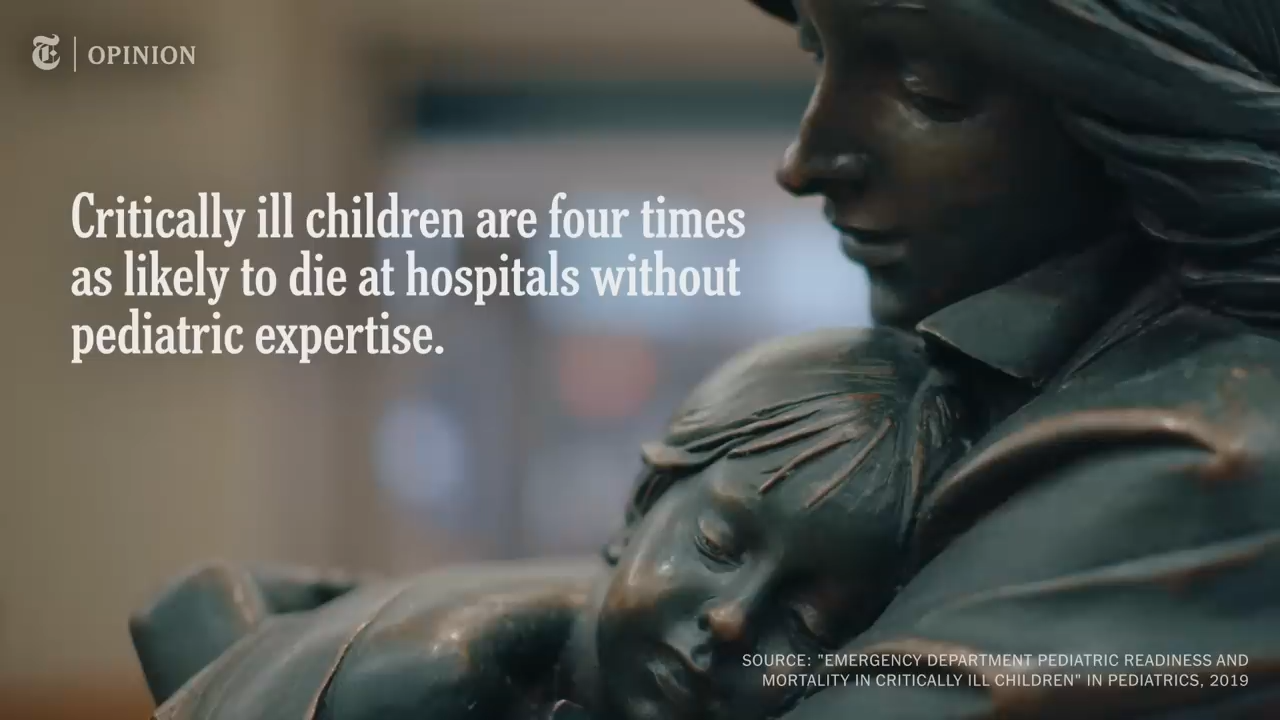 OPINION
Critically ill children are four times
as likely to die at hospitals without
pediatric expertise.
SOURCE: "EMERGENCY DEPARTMENT PEDIATRIC READINESS AND
MORTALITY IN CRITICALLY ILL CHILDREN" IN PEDIATRICS, 2019